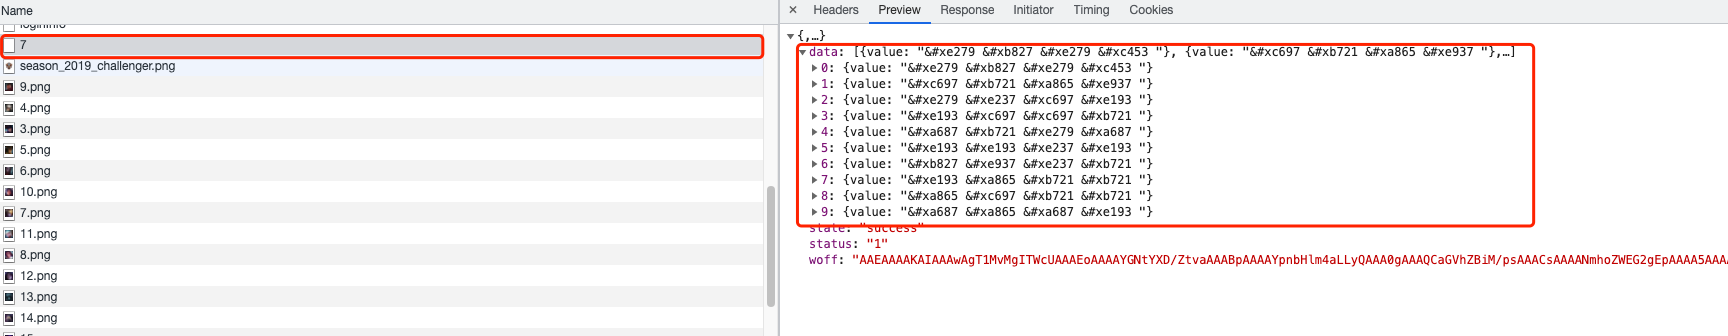 Name
logininfo
7
season_2019_challenger.png
9.png
4.png
3.png
5.png
6.png
10.png
7.png
11.png
8.png
12.png
13.png
14.png
× Headers Preview Response Initiator Timing Cookies
{,…}
data: [{value: "&#xe279 &#xb827 &#xe279 &#xc453 "}, {value: "&#xc697 &#xb721 &#xa865 &#xe937 "},…]
0: {value: "&#xe279 &#xb827 &#xe279 &#xc453 "}
1: {value: "&#xc697 &#xb721 &#xa865 &#xe937 "}
2: {value: "&#xe279 &#xe237 &#xc697 &#xe193 "}
3: {value: "&#xe193 &#xc697 &#xc697 &#xb721 "}
4: {value: "&#xa687 &#xb721 &#xe279 &#xa687 "}
5: {value: "&#xe193 &#xe193 &#xe237 &#xe193 "}
6: {value: "&#xb827 &#xe937 &#xe237 &#xb721 "}
7: {value: "&#xe193 &#xa865 &#xb721 &#xb721 "}
8: {value: "&#xa865 &#xc697 &#xb721 &#xb721 "}
9: {value: "&#xa687 &#xa865 &#xa687 &#xe193 "}
state: "success"
status: "1"
woff: "AAEAAAAKAIAAAwAgT1MvMgITWcUAAAEoAAAAYGNtYXD/ZtvaAAABpAAAAYpnbHlm4aLLyQAAA0gAAAQCaGVhZBiM/psAAACsAAAANmhoZWEG2gEpAAAA5AAA